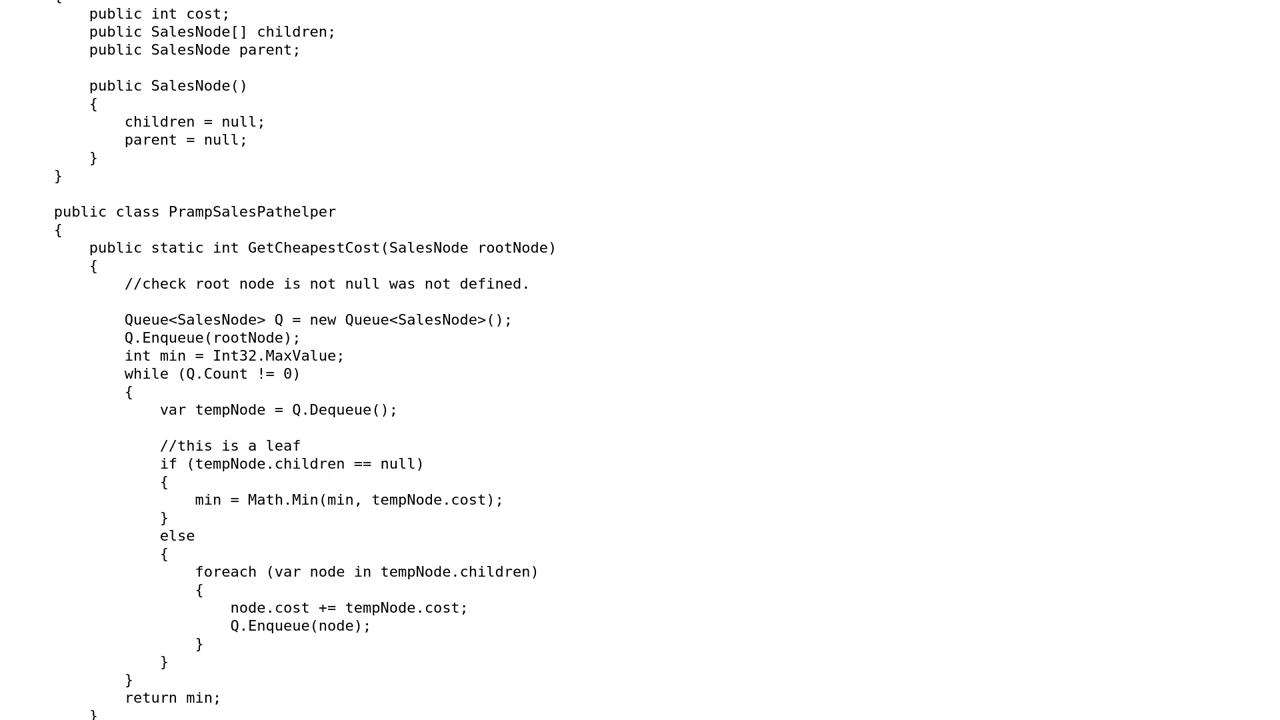 {
public int cost;
public SalesNode[] children;
public SalesNode parent;
public SalesNode()
{
children = null;
parent = null;
}
}
public class PrampSalesPathelper
{
public static int GetCheapestCost(SalesNode rootNode)
{
//check root node is not null was not defined.
Queue<SalesNode> Q = new Queue<SalesNode>();
Q.Enqueue(rootNode);
int min = Int32.MaxValue;
while (Q.Count != 0)
{
var tempNode = Q.Dequeue();
//this is a leaf
if (tempNode.children == null)
{
min = Math.Min(min, tempNode.cost);
}
else
{
foreach (var node in tempNode.children)
{
node.cost += tempNode.cost;
Q.Enqueue(node);
}
}
}
return min;
}